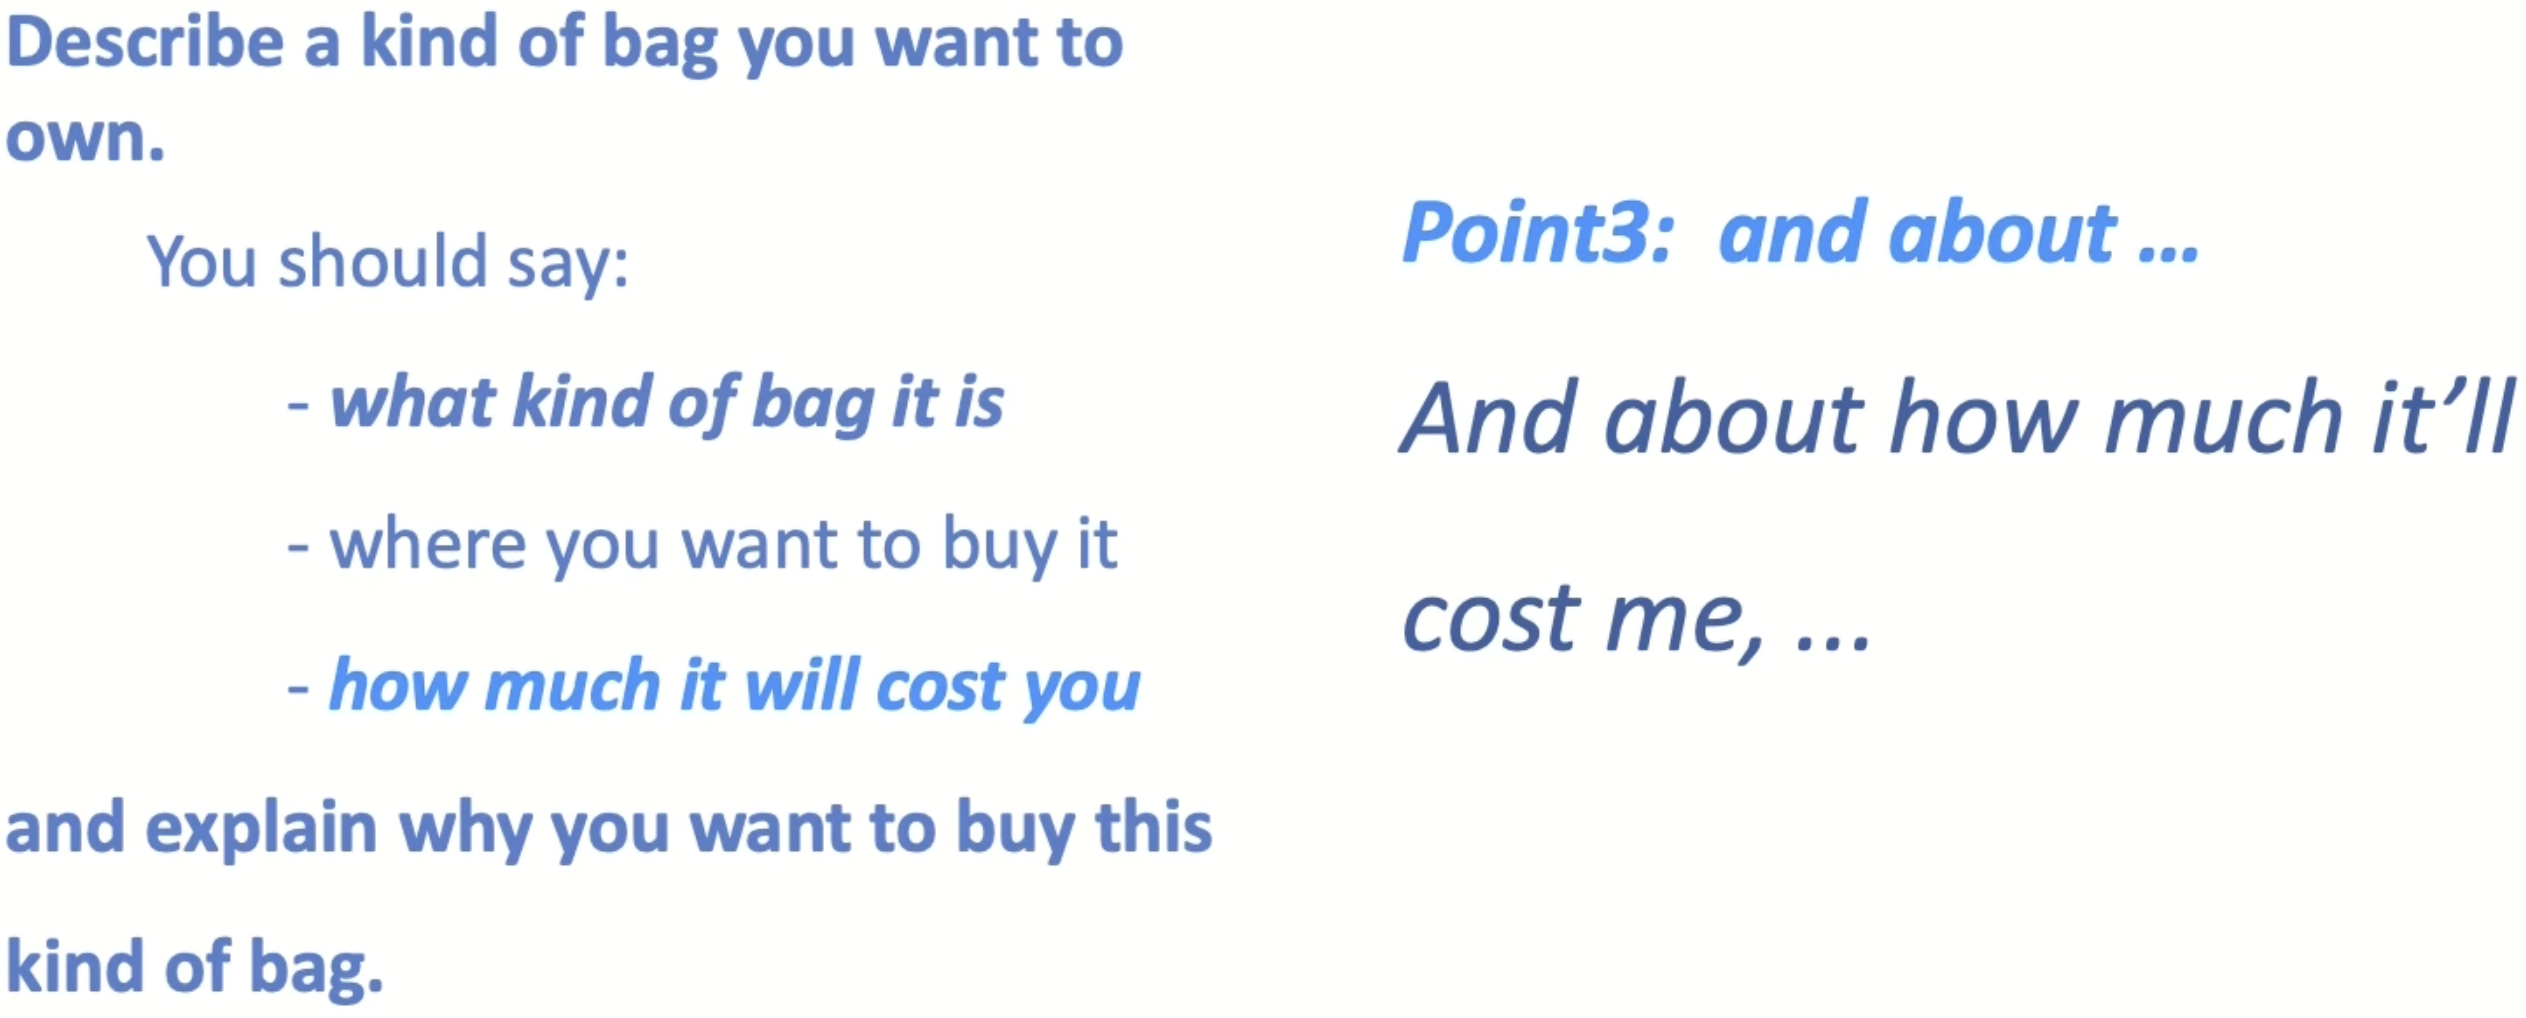 Describe a kind of bag you want to
own.
You should say:
- what kind of bag it is
- where you want to buy it
- how much it will cost you
and explain why you want to buy this
kind of bag.
Point3: and about ...
And about how much it’ll
cost me, ...